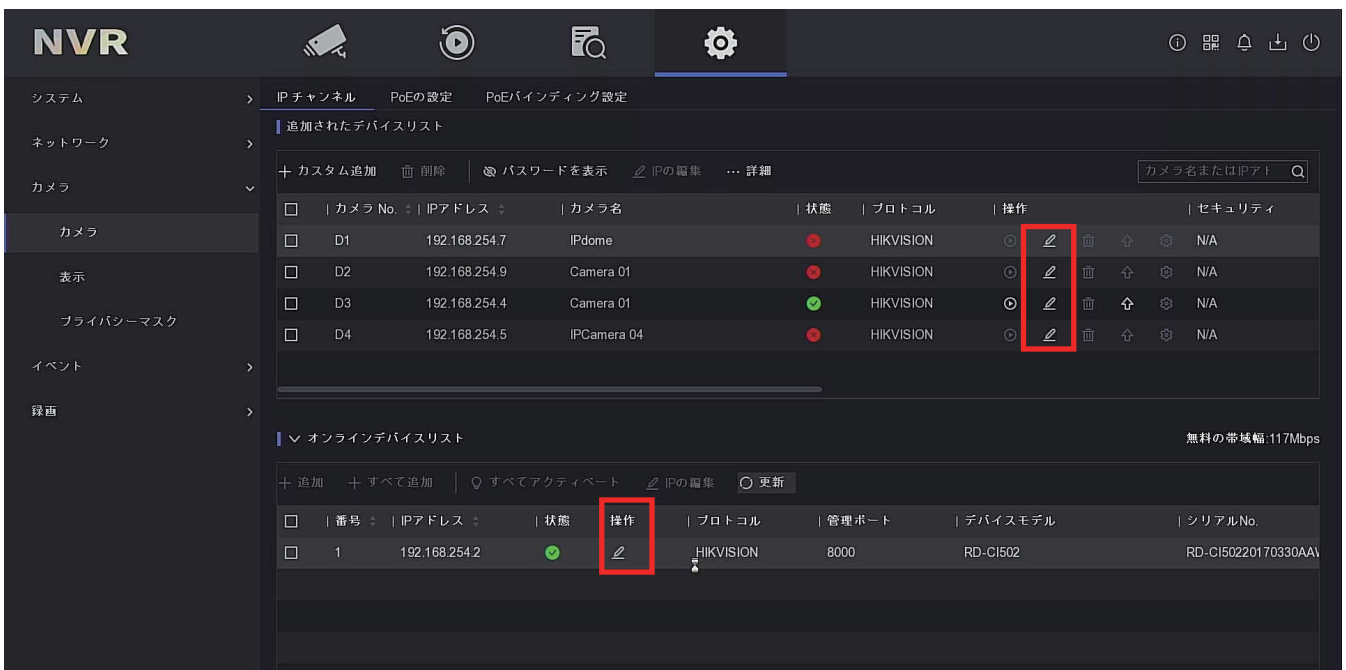 NVR
システム
ネットワーク
カメラ
カメラ
表示
プライバシーマスク
イベント
録画
IPチャンネル PoEの設定 PoEバインディング設定
追加されたデバイスリスト
カスタム追加 削除 パスワードを表示 IPの編集 ... 詳細 カメラ名またはIPアド
カメラ No. IPアドレス カメラ名 状態 プロトコル 操作 セキュリティ
D1 192.168.254.7 IPdome HIKVISION N/A
D2 192.168.254.9 Camera 01 HIKVISION N/A
D3 192.168.254.4 Camera 01 HIKVISION N/A
D4 192.168.254.5 IPCamera 04 HIKVISION N/A
オンラインデバイスリスト 無料の帯域幅:117Mbps
追加 すべて追加 すべてアクティベート IPの編集 更新
番号 IPアドレス 状態 操作 プロトコル 管理ポート デバイスモデル シリアルNo.
1 192.168.254.2 HIKVISION 8000 RD-CI502 RD-CI50220170330AAW